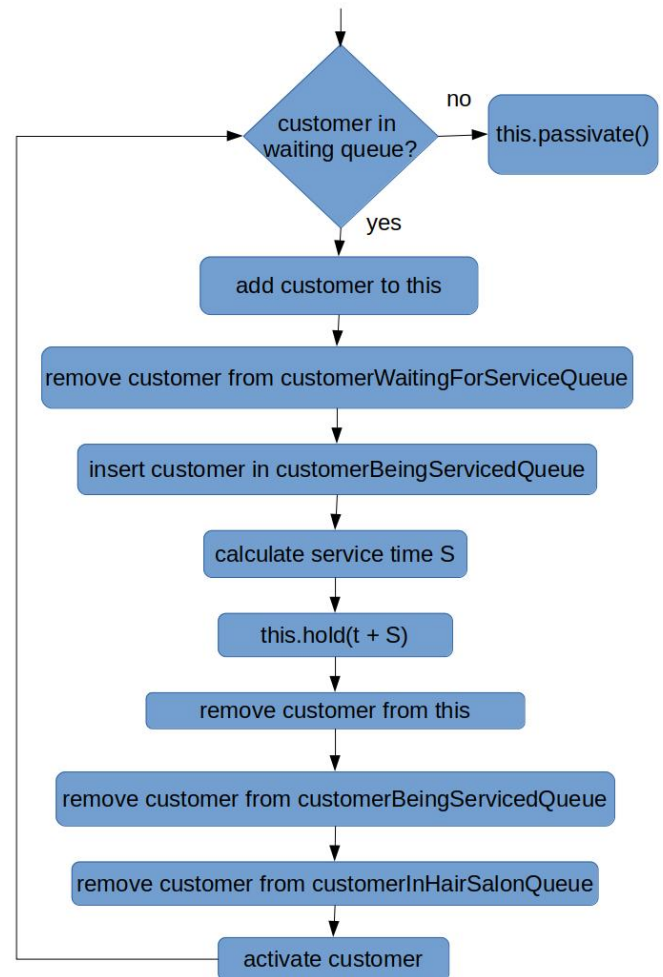 customer in
waiting queue?
no
this.passivate()
yes
add customer to this
remove customer from customerWaitingForServiceQueue
insert customer in customerBeingServicedQueue
calculate service time S
this.hold(t + S)
remove customer from this
remove customer from customerBeingServicedQueue
remove customer from customerInHairSalonQueue
activate customer